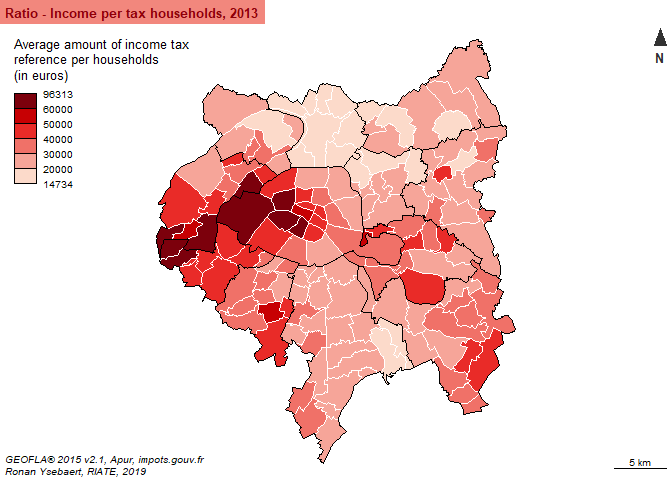 Ratio - Income per tax households, 2013
Average amount of income tax
reference per households
(in euros)
96313
60000
50000
40000
30000
20000
14734
N
GEOFLA® 2015 v2.1, Apur, impots.gouv.fr
Ronan Ysebaert, RIATE, 2019
5 km